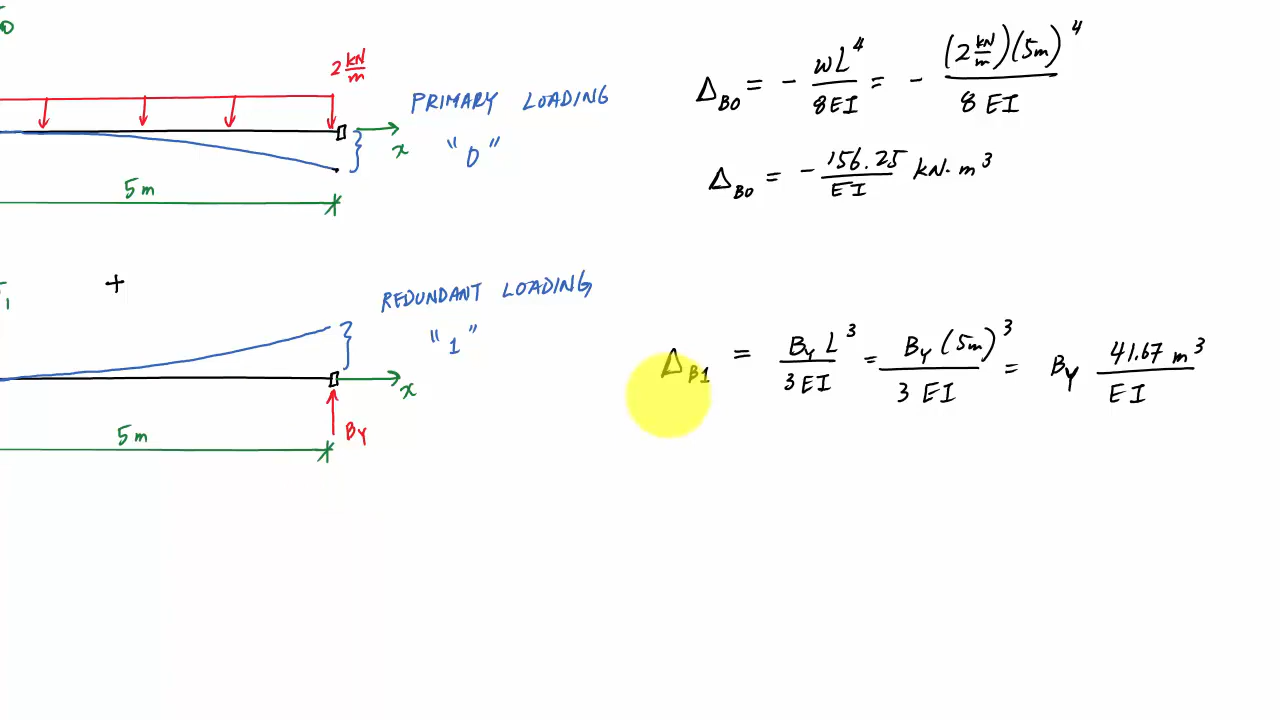 2 kN/m
PRIMARY LOADING
"0"
x
5 m
Δ_B0 = - wL^4/8EI = - (2 kN/m)(5m)^4/8 EI
Δ_B0 = - 156.25/EI kN·m^3
+
REDUNDANT LOADING
"1"
x
B_Y
5 m
Δ_B1 = B_Y L^3/3EI = B_Y (5m)^3/3 EI = B_Y 41.67 m^3/EI